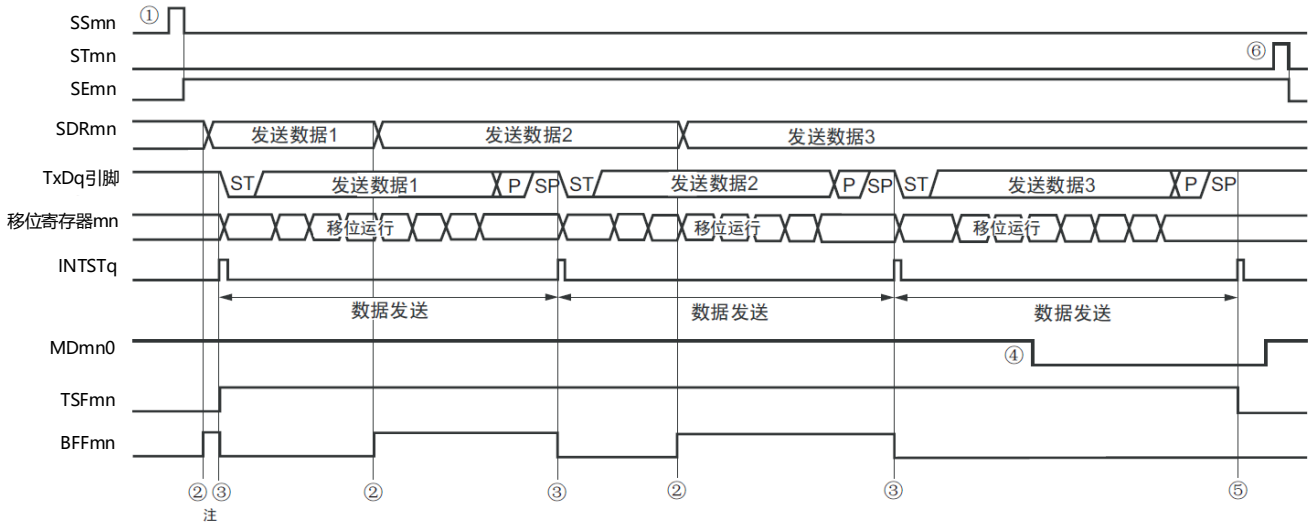 SSmn ①
STmn ⑥
SEmn
SDRmn 发送数据1 发送数据2 发送数据3
TxDq引脚 ST 发送数据1 P SP ST 发送数据2 P SP ST 发送数据3 P SP
移位寄存器mn 移位运行 移位运行 移位运行
INTSTq
数据发送 数据发送 数据发送
MDmn0 ④
TSFmn
BFFmn
② ③ ② ③ ② ③ ⑤
注